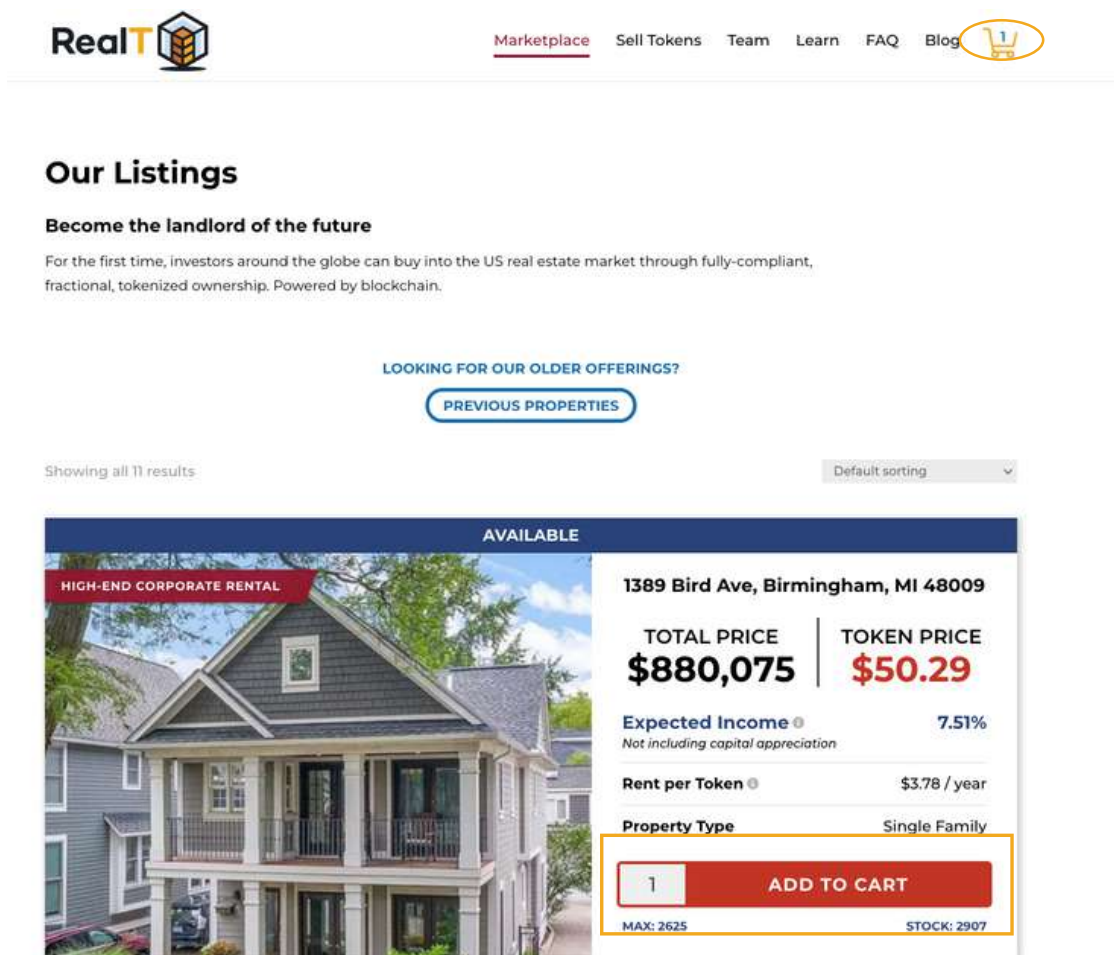 RealT
Marketplace Sell Tokens Team Learn FAQ Blog 1
Our Listings
Become the landlord of the future
For the first time, investors around the globe can buy into the US real estate market through fully-compliant,
fractional, tokenized ownership. Powered by blockchain.
LOOKING FOR OUR OLDER OFFERINGS?
PREVIOUS PROPERTIES
Showing all 11 results
Default sorting
AVAILABLE
HIGH-END CORPORATE RENTAL
1389 Bird Ave, Birmingham, MI 48009
TOTAL PRICE
$880,075
TOKEN PRICE
$50.29
Expected Income 7.51%
Not including capital appreciation
Rent per Token $3.78 / year
Property Type Single Family
1 ADD TO CART
MAX: 2625 STOCK: 2907